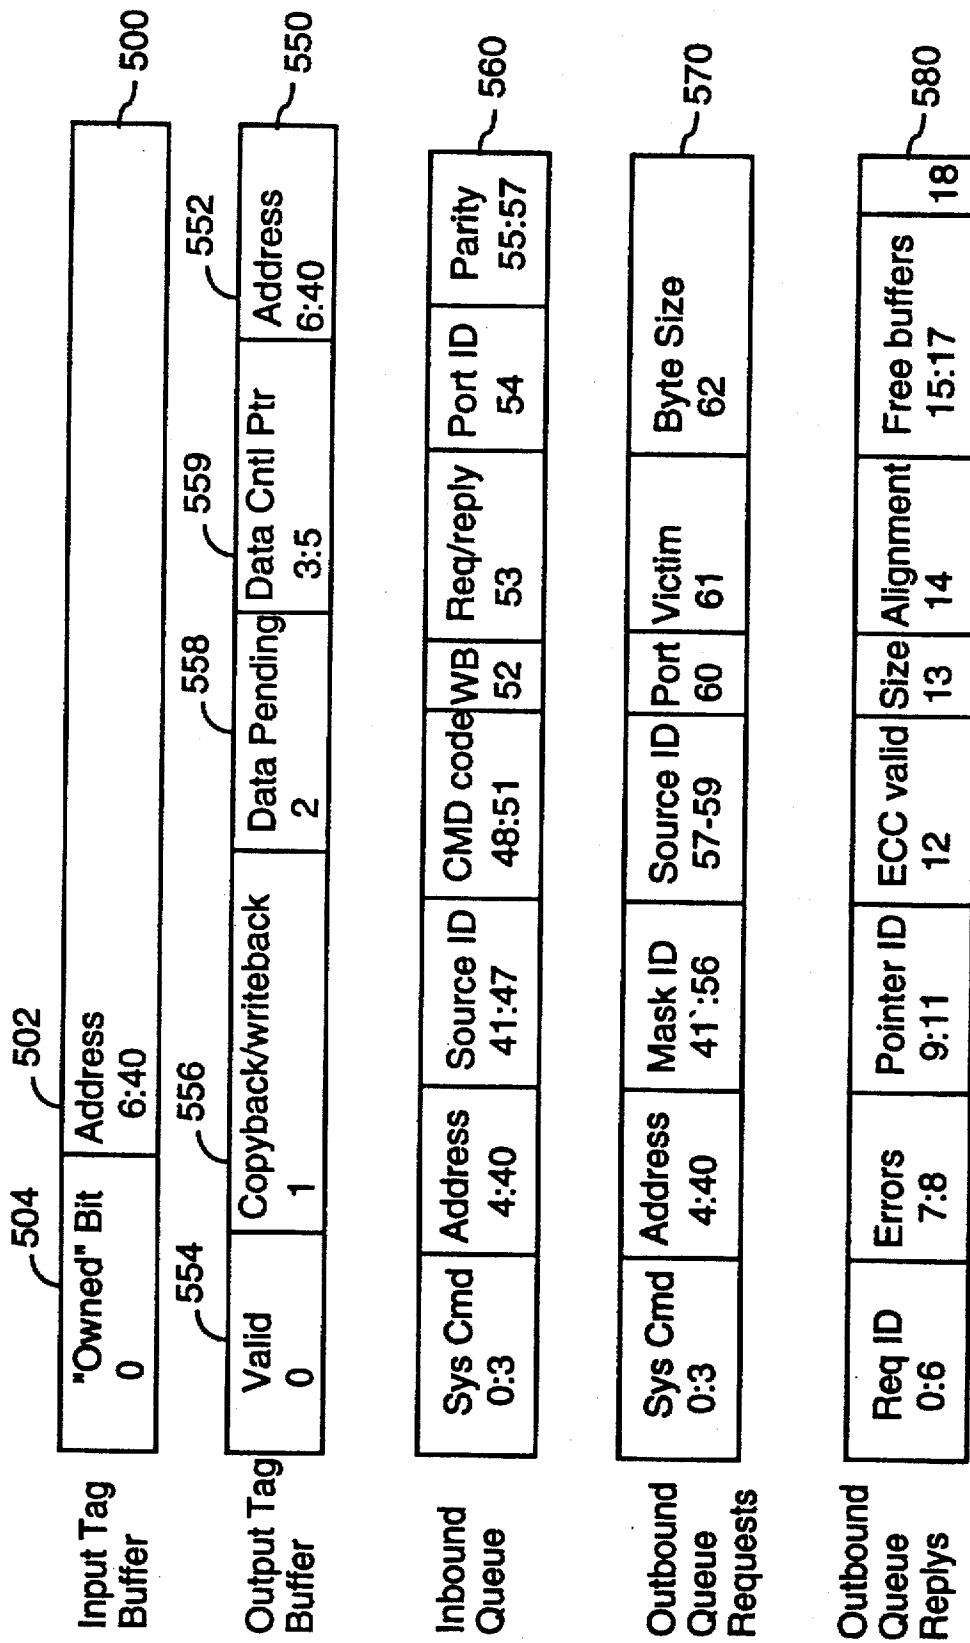 Input Tag
Buffer
504
502
500
"Owned" Bit
0
Address
6:40
Output Tag
Buffer
554
556
558
559
552
550
Valid
0
Copyback/writeback
1
Data Pending
2
Data Cntl Ptr
3:5
Address
6:40
Inbound
Queue
560
Sys Cmd
0:3
Address
4:40
Source ID
41:47
CMD code
48:51
WB
52
Req/reply
53
Port ID
54
Parity
55:57
Outbound
Queue
Requests
570
Sys Cmd
0:3
Address
4:40
Mask ID
41`:56
Source ID
57-59
Port
60
Victim
61
Byte Size
62
Outbound
Queue
Replys
580
Req ID
0:6
Errors
7:8
Pointer ID
9:11
ECC valid
12
Size
13
Alignment
14
Free buffers
15:17
18